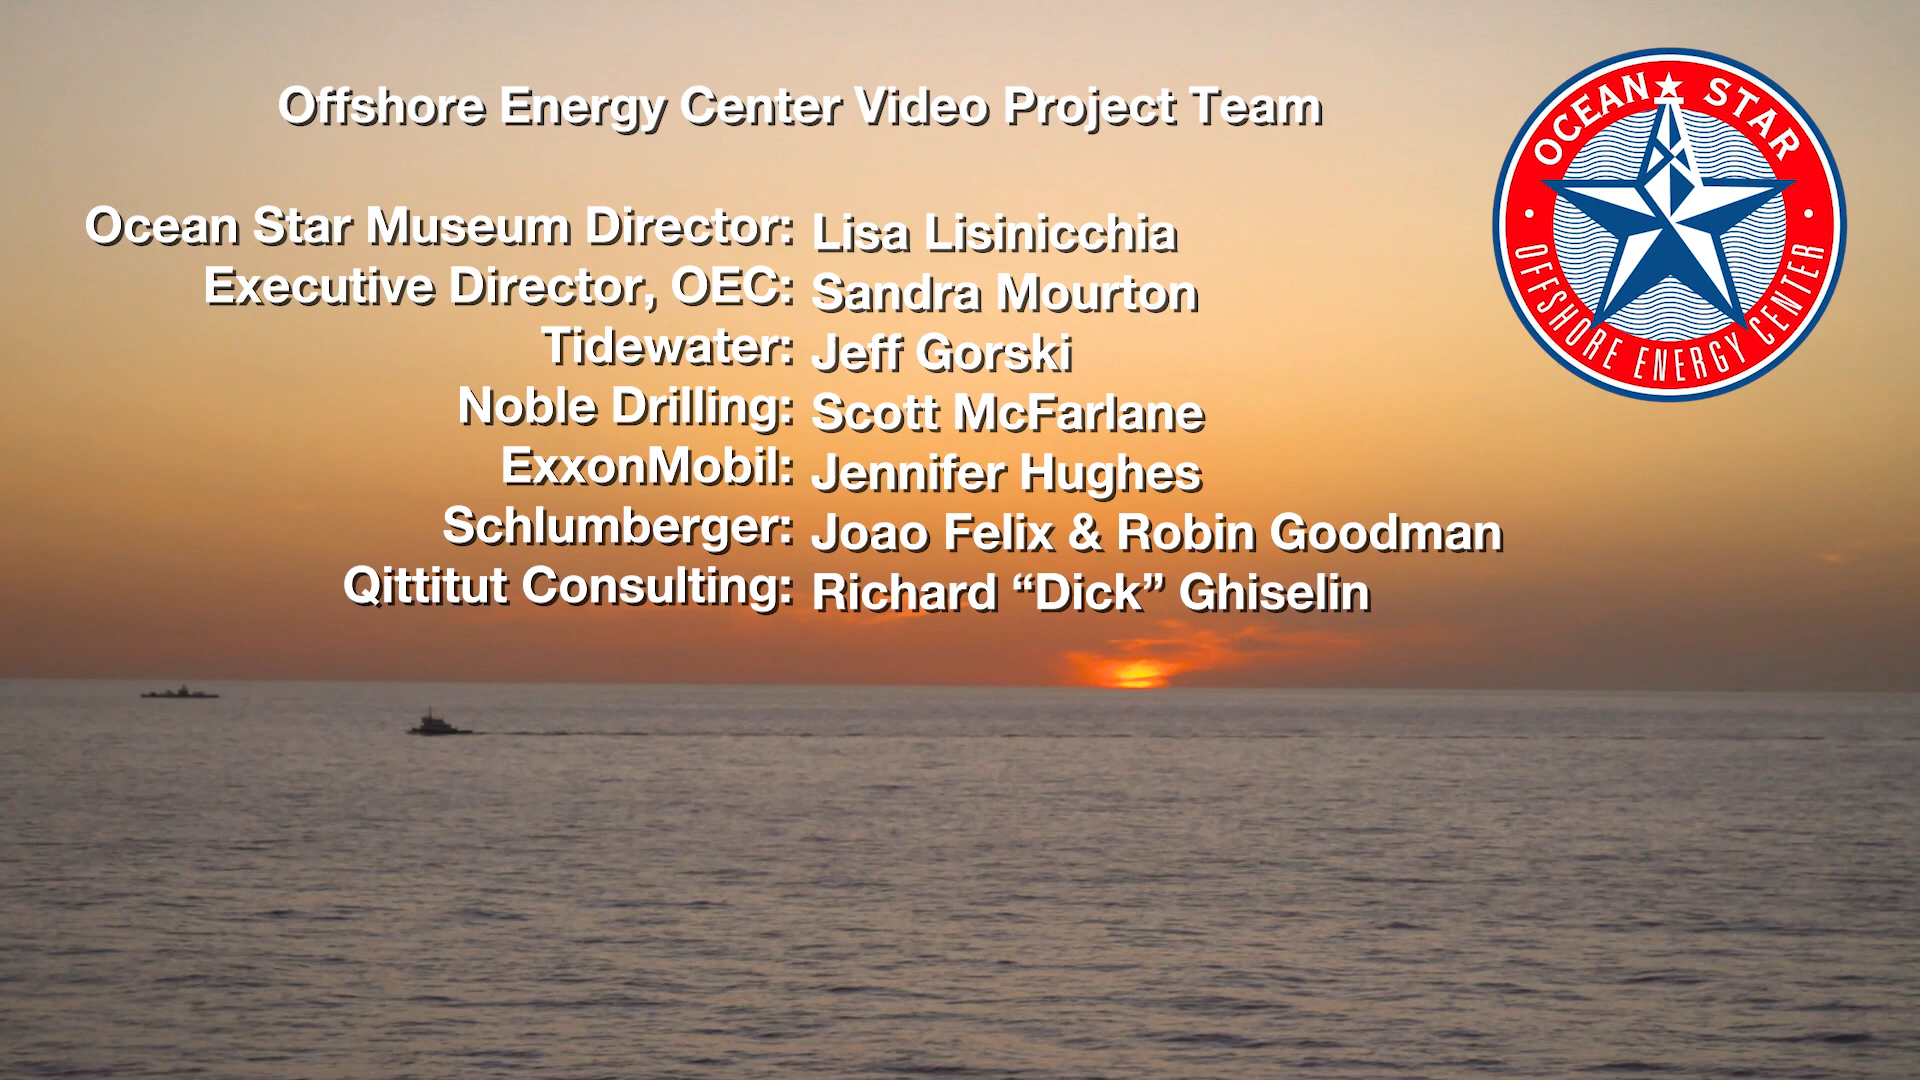 Offshore Energy Center Video Project Team
Ocean Star Museum Director: Lisa Lisinicchia
Executive Director, OEC: Sandra Mourton
Tidewater: Jeff Gorski
Noble Drilling: Scott McFarlane
ExxonMobil: Jennifer Hughes
Schlumberger: Joao Felix & Robin Goodman
Qittitut Consulting: Richard “Dick” Ghiselin
OCEAN STAR
OFFSHORE ENERGY CENTER